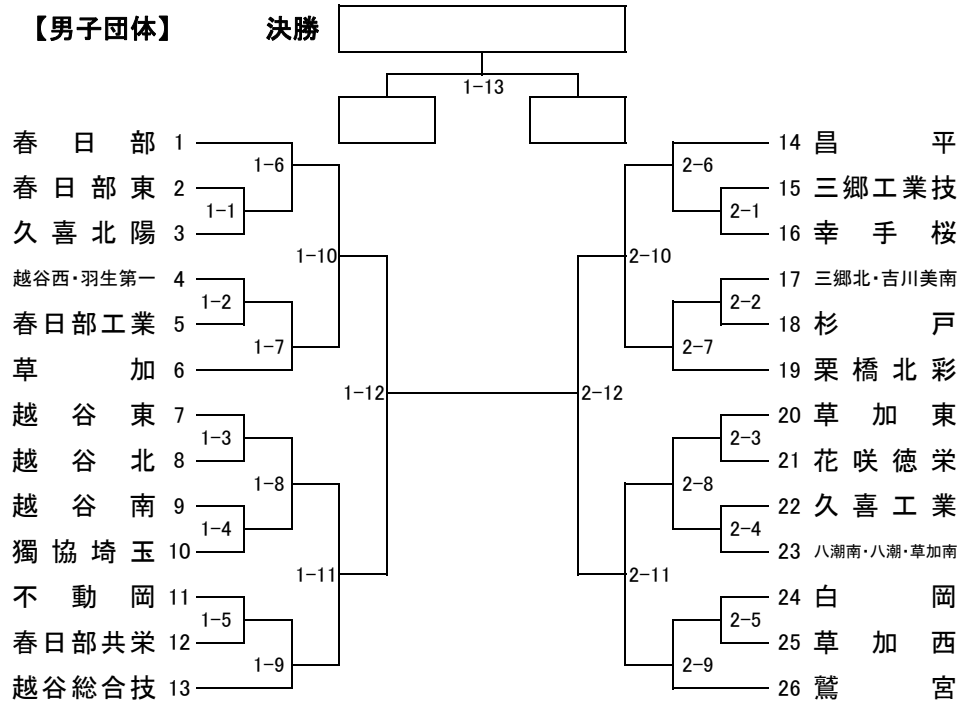 【男子団体】 決勝
1-13
春日部 1
春日部東 2
久喜北陽 3
越谷西・羽生第一 4
春日部工業 5
草加 6
越谷東 7
越谷北 8
越谷南 9
獨協埼玉 10
不動岡 11
春日部共栄 12
越谷総合技 13
1-6
1-1
1-10
1-2
1-7
1-12
1-3
1-8
1-4
1-11
1-5
1-9
14 昌平
15 三郷工業技
16 幸手桜
17 三郷北・吉川美南
18 杉戸
19 栗橋北彩
20 草加東
21 花咲徳栄
22 久喜工業
23 八潮南・八潮・草加南
24 白岡
25 草加西
26 鷲宮
2-6
2-1
2-10
2-2
2-7
2-12
2-3
2-8
2-4
2-11
2-5
2-9